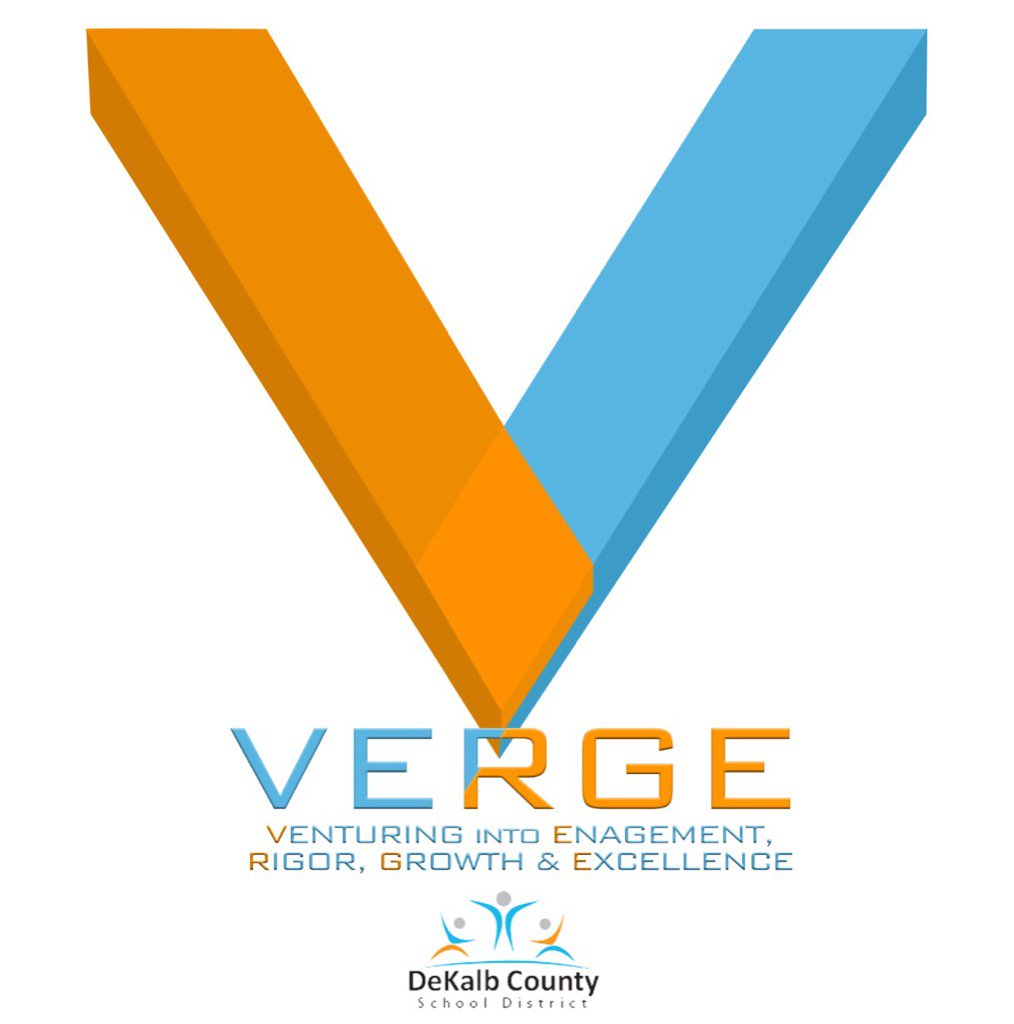 VERGE
VENTURING INTO ENAGEMENT,
RIGOR, GROWTH & EXCELLENCE
DeKalb County
School District